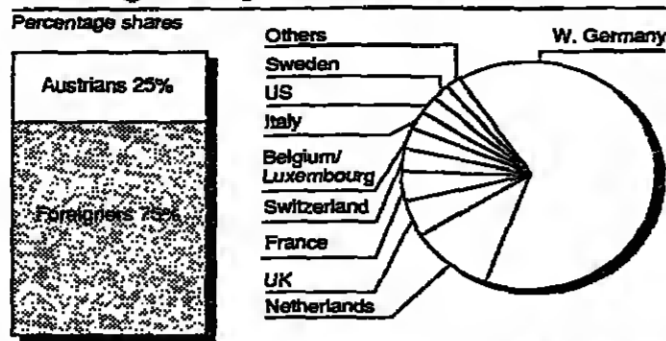 Percentage shares
Austrians 25%
Foreigners 75%
Others
Sweden
US
Italy
Belgium/
Luxembourg
Switzerland
France
UK
Netherlands
W. Germany